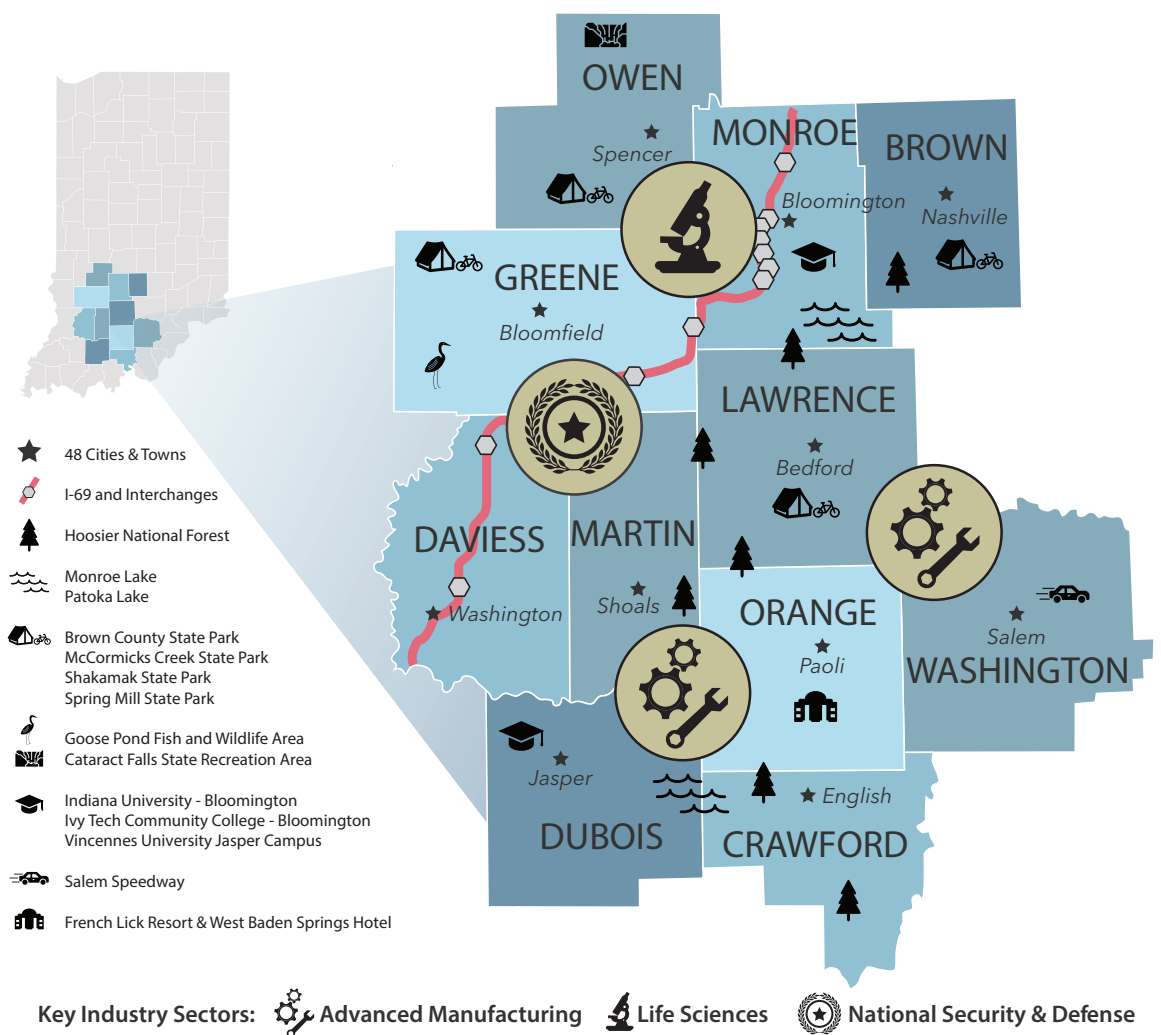 OWEN
Spencer
MONROE
Bloomington
BROWN
Nashville
GREENE
Bloomfield
LAWRENCE
Bedford
DAVIESS
Washington
MARTIN
Shoals
ORANGE
Paoli
Salem
WASHINGTON
Jasper
DUBOIS
English
CRAWFORD
48 Cities & Towns
I-69 and Interchanges
Hoosier National Forest
Monroe Lake
Patoka Lake
Brown County State Park
McCormicks Creek State Park
Shakamak State Park
Spring Mill State Park
Goose Pond Fish and Wildlife Area
Cataract Falls State Recreation Area
Indiana University - Bloomington
Ivy Tech Community College - Bloomington
Vincennes University Jasper Campus
Salem Speedway
French Lick Resort & West Baden Springs Hotel
Key Industry Sectors: Advanced Manufacturing Life Sciences National Security & Defense